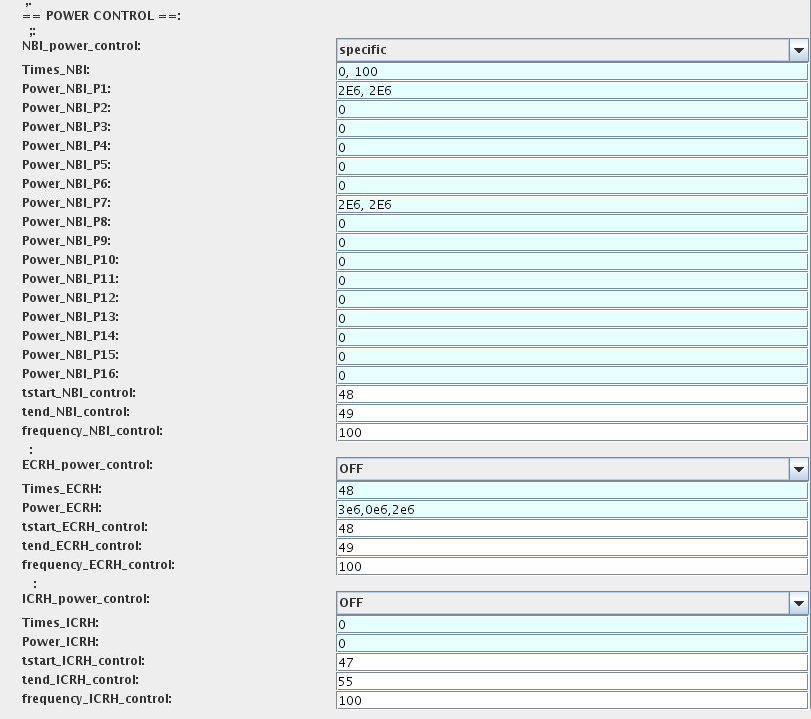 ;:
== POWER CONTROL ==:
;:
NBI_power_control: specific
Times_NBI: 0, 100
Power_NBI_P1: 2E6, 2E6
Power_NBI_P2: 0
Power_NBI_P3: 0
Power_NBI_P4: 0
Power_NBI_P5: 0
Power_NBI_P6: 0
Power_NBI_P7: 2E6, 2E6
Power_NBI_P8: 0
Power_NBI_P9: 0
Power_NBI_P10: 0
Power_NBI_P11: 0
Power_NBI_P12: 0
Power_NBI_P13: 0
Power_NBI_P14: 0
Power_NBI_P15: 0
Power_NBI_P16: 0
tstart_NBI_control: 48
tend_NBI_control: 49
frequency_NBI_control: 100
:
ECRH_power_control: OFF
Times_ECRH: 48
Power_ECRH: 3e6,0e6,2e6
tstart_ECRH_control: 48
tend_ECRH_control: 49
frequency_ECRH_control: 100
:
ICRH_power_control: OFF
Times_ICRH: 0
Power_ICRH: 0
tstart_ICRH_control: 47
tend_ICRH_control: 55
frequency_ICRH_control: 100